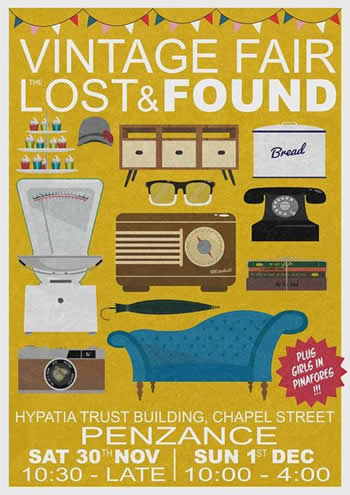 VINTAGE FAIR
THE LOST & FOUND
Bread
Mitchell
PLUS
GIRLS IN
PINAFORES
!!!
HYPATIA TRUST BUILDING, CHAPEL STREET
PENZANCE
SAT 30TH NOV | SUN 1ST DEC
10:30 - LATE | 10:00 - 4:00